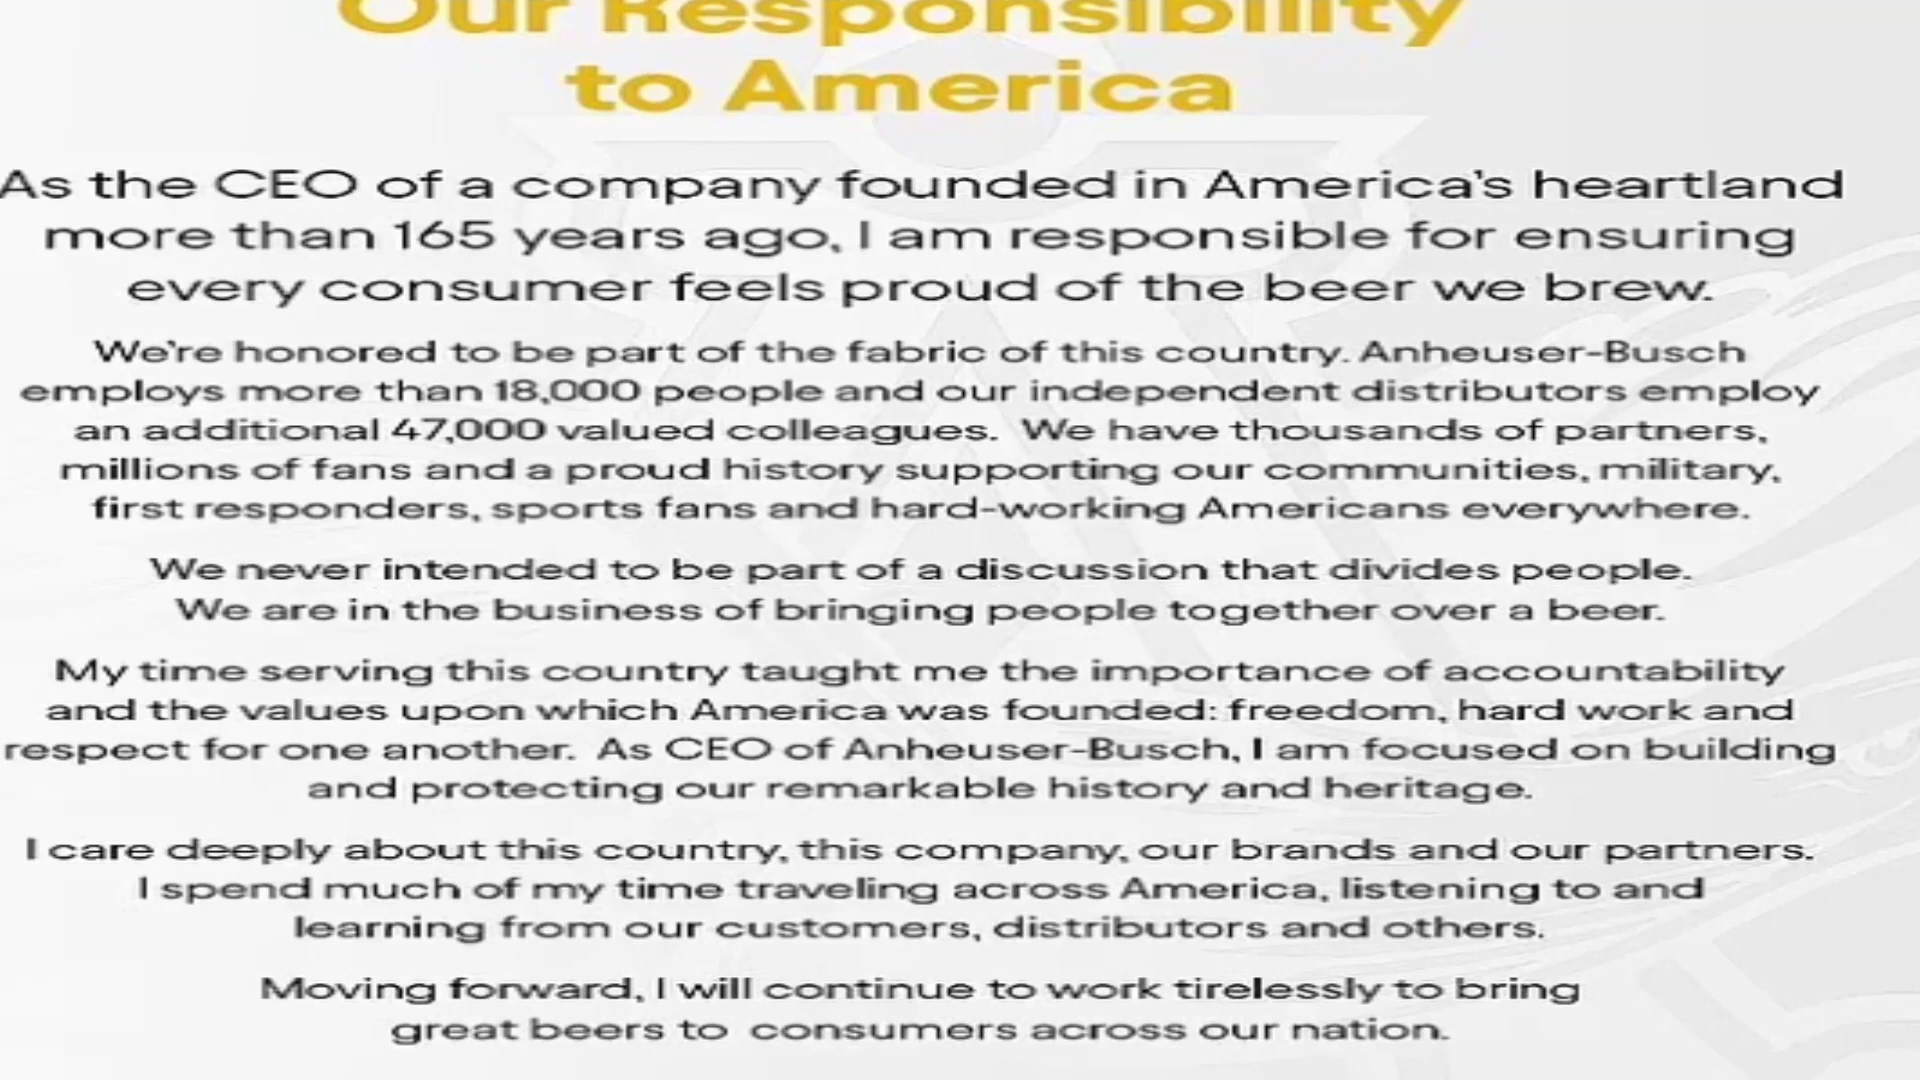 Our Responsibility
to America
As the CEO of a company founded in America's heartland
more than 165 years ago, I am responsible for ensuring
every consumer feels proud of the beer we brew.
We're honored to be part of the fabric of this country. Anheuser-Busch
employs more than 18,000 people and our independent distributors employ
an additional 47,000 valued colleagues. We have thousands of partners,
millions of fans and a proud history supporting our communities, military,
first responders, sports fans and hard-working Americans everywhere.
We never intended to be part of a discussion that divides people.
We are in the business of bringing people together over a beer.
My time serving this country taught me the importance of accountability
and the values upon which America was founded: freedom, hard work and
respect for one another. As CEO of Anheuser-Busch, I am focused on building
and protecting our remarkable history and heritage.
I care deeply about this country, this company, our brands and our partners.
I spend much of my time traveling across America, listening to and
learning from our customers, distributors and others.
Moving forward, I will continue to work tirelessly to bring
great beers to consumers across our nation.